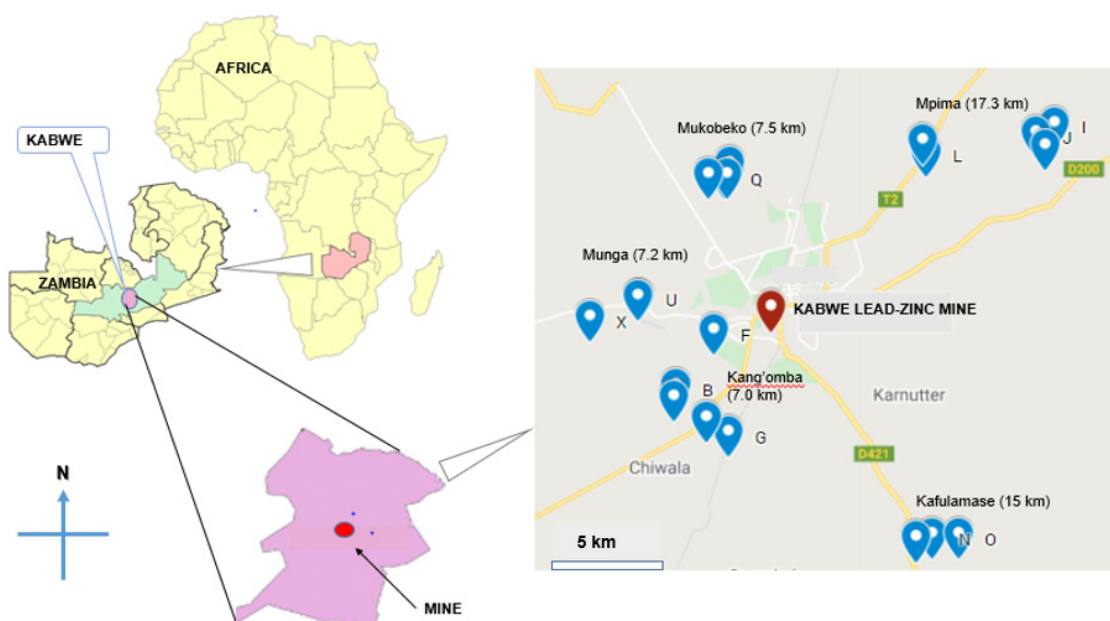 AFRICA
KABWE
ZAMBIA
N
MINE
Mpima (17.3 km)
I
Mukobeko (7.5 km)
J
L
D200
Q
T2
Munga (7.2 km)
U
KABWE LEAD-ZINC MINE
X
F
Kang'omba
(7.0 km)
B
Karnutter
G
D421
Chiwala
Kafulamase (15 km)
N
O
5 km